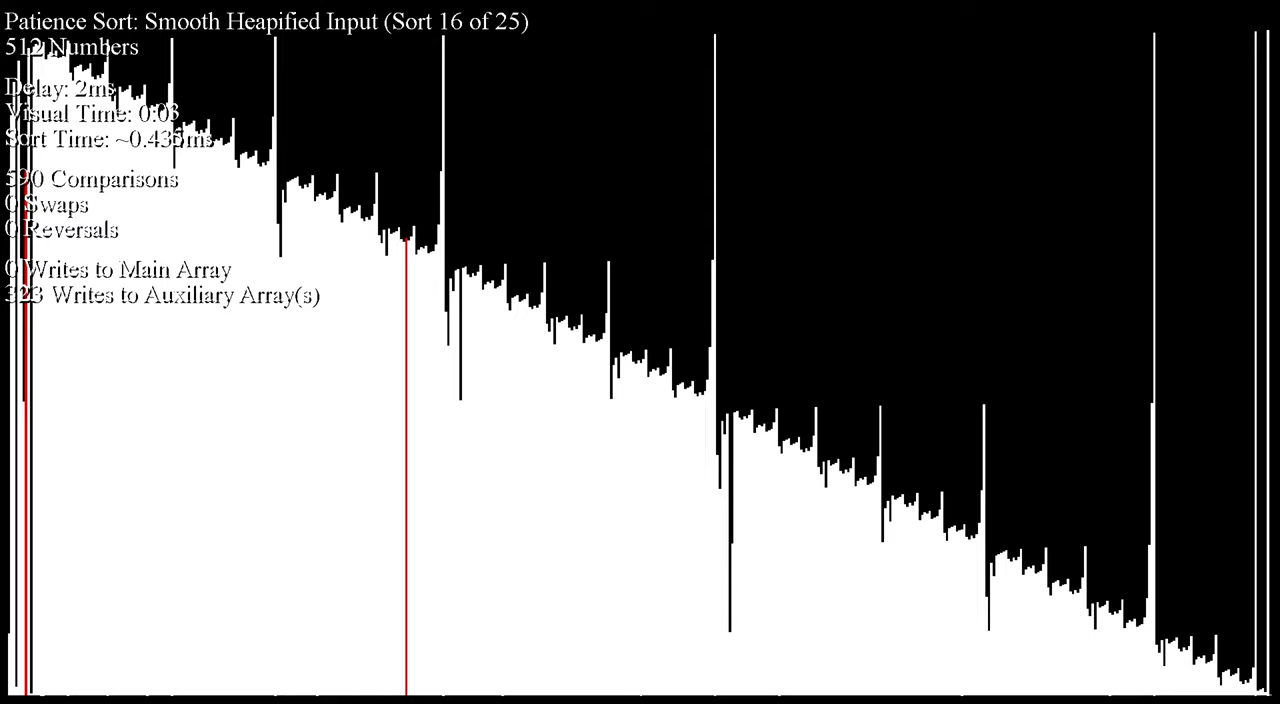 Patience Sort: Smooth Heapified Input (Sort 16 of 25)
512 Numbers
Delay: 2ms
Visual Time: 0:03
Sort Time: ~0.435ms
590 Comparisons
0 Swaps
0 Reversals
0 Writes to Main Array
323 Writes to Auxiliary Array(s)